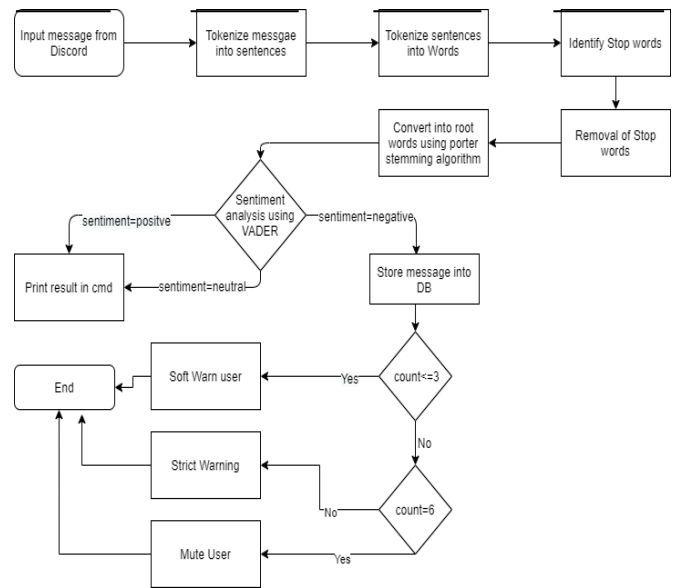 Input message from
Discord
Tokenize messgae
into sentences
Tokenize sentences
into Words
Identify Stop words
Convert into root
words using porter
stemming algorithm
Removal of Stop
words
Sentiment
analysis using
VADER
sentiment=positve
sentiment=negative
Print result in cmd
sentiment=neutral
Store message into
DB
End
Soft Warn user
Yes
count<=3
No
Strict Warning
No
count=6
Mute User
Yes